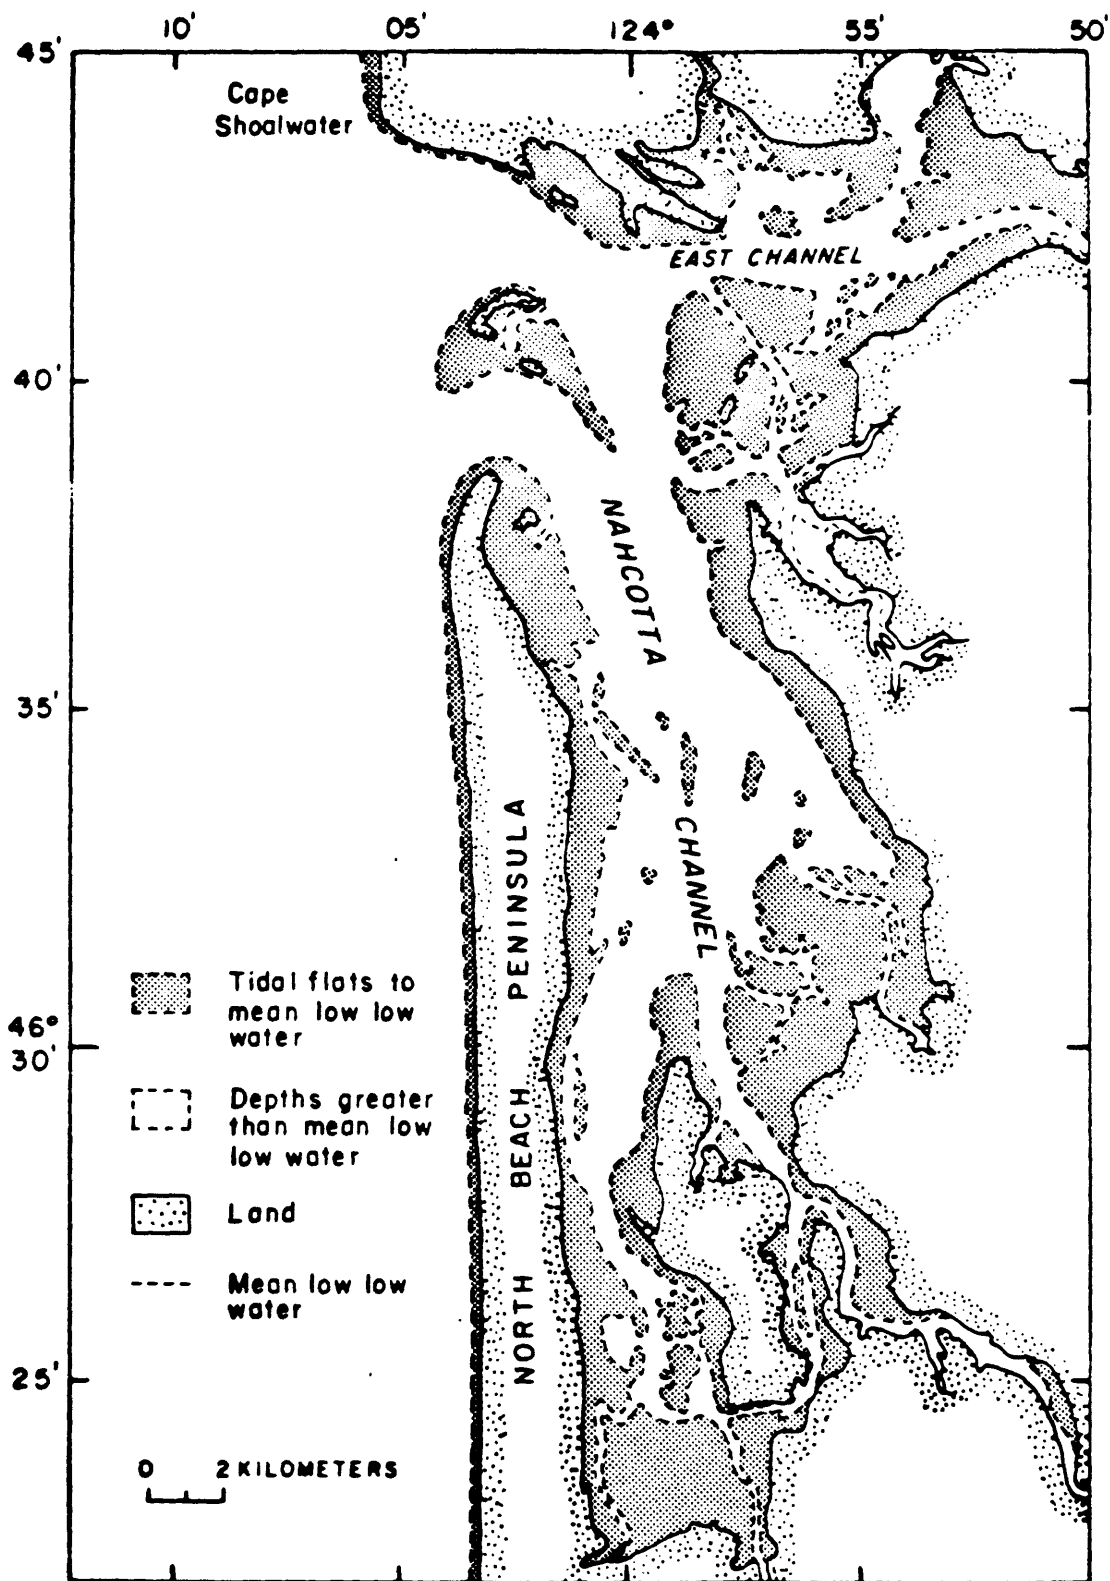 10' 05' 124° 55' 50'
45'
Cape
Shoalwater
EAST CHANNEL
40'
NAHCOTTA
CHANNEL
35'
NORTH BEACH PENINSULA
Tidal flats to
mean low low
water
46°
30'
Depths greater
than mean low
low water
Land
Mean low low
water
25'
0 2 KILOMETERS